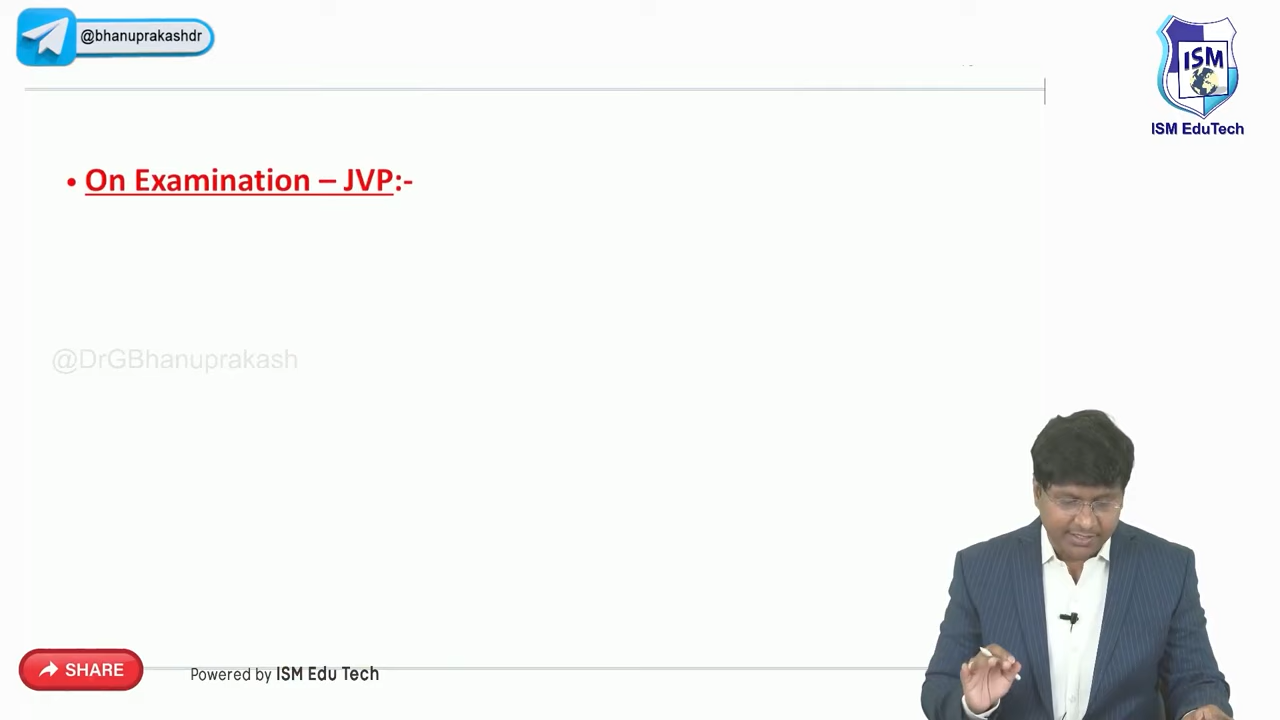 @bhanuprakashdr
ISM
ISM EduTech
• On Examination – JVP:-
@DrGBhanuprakash
SHARE
Powered by ISM Edu Tech